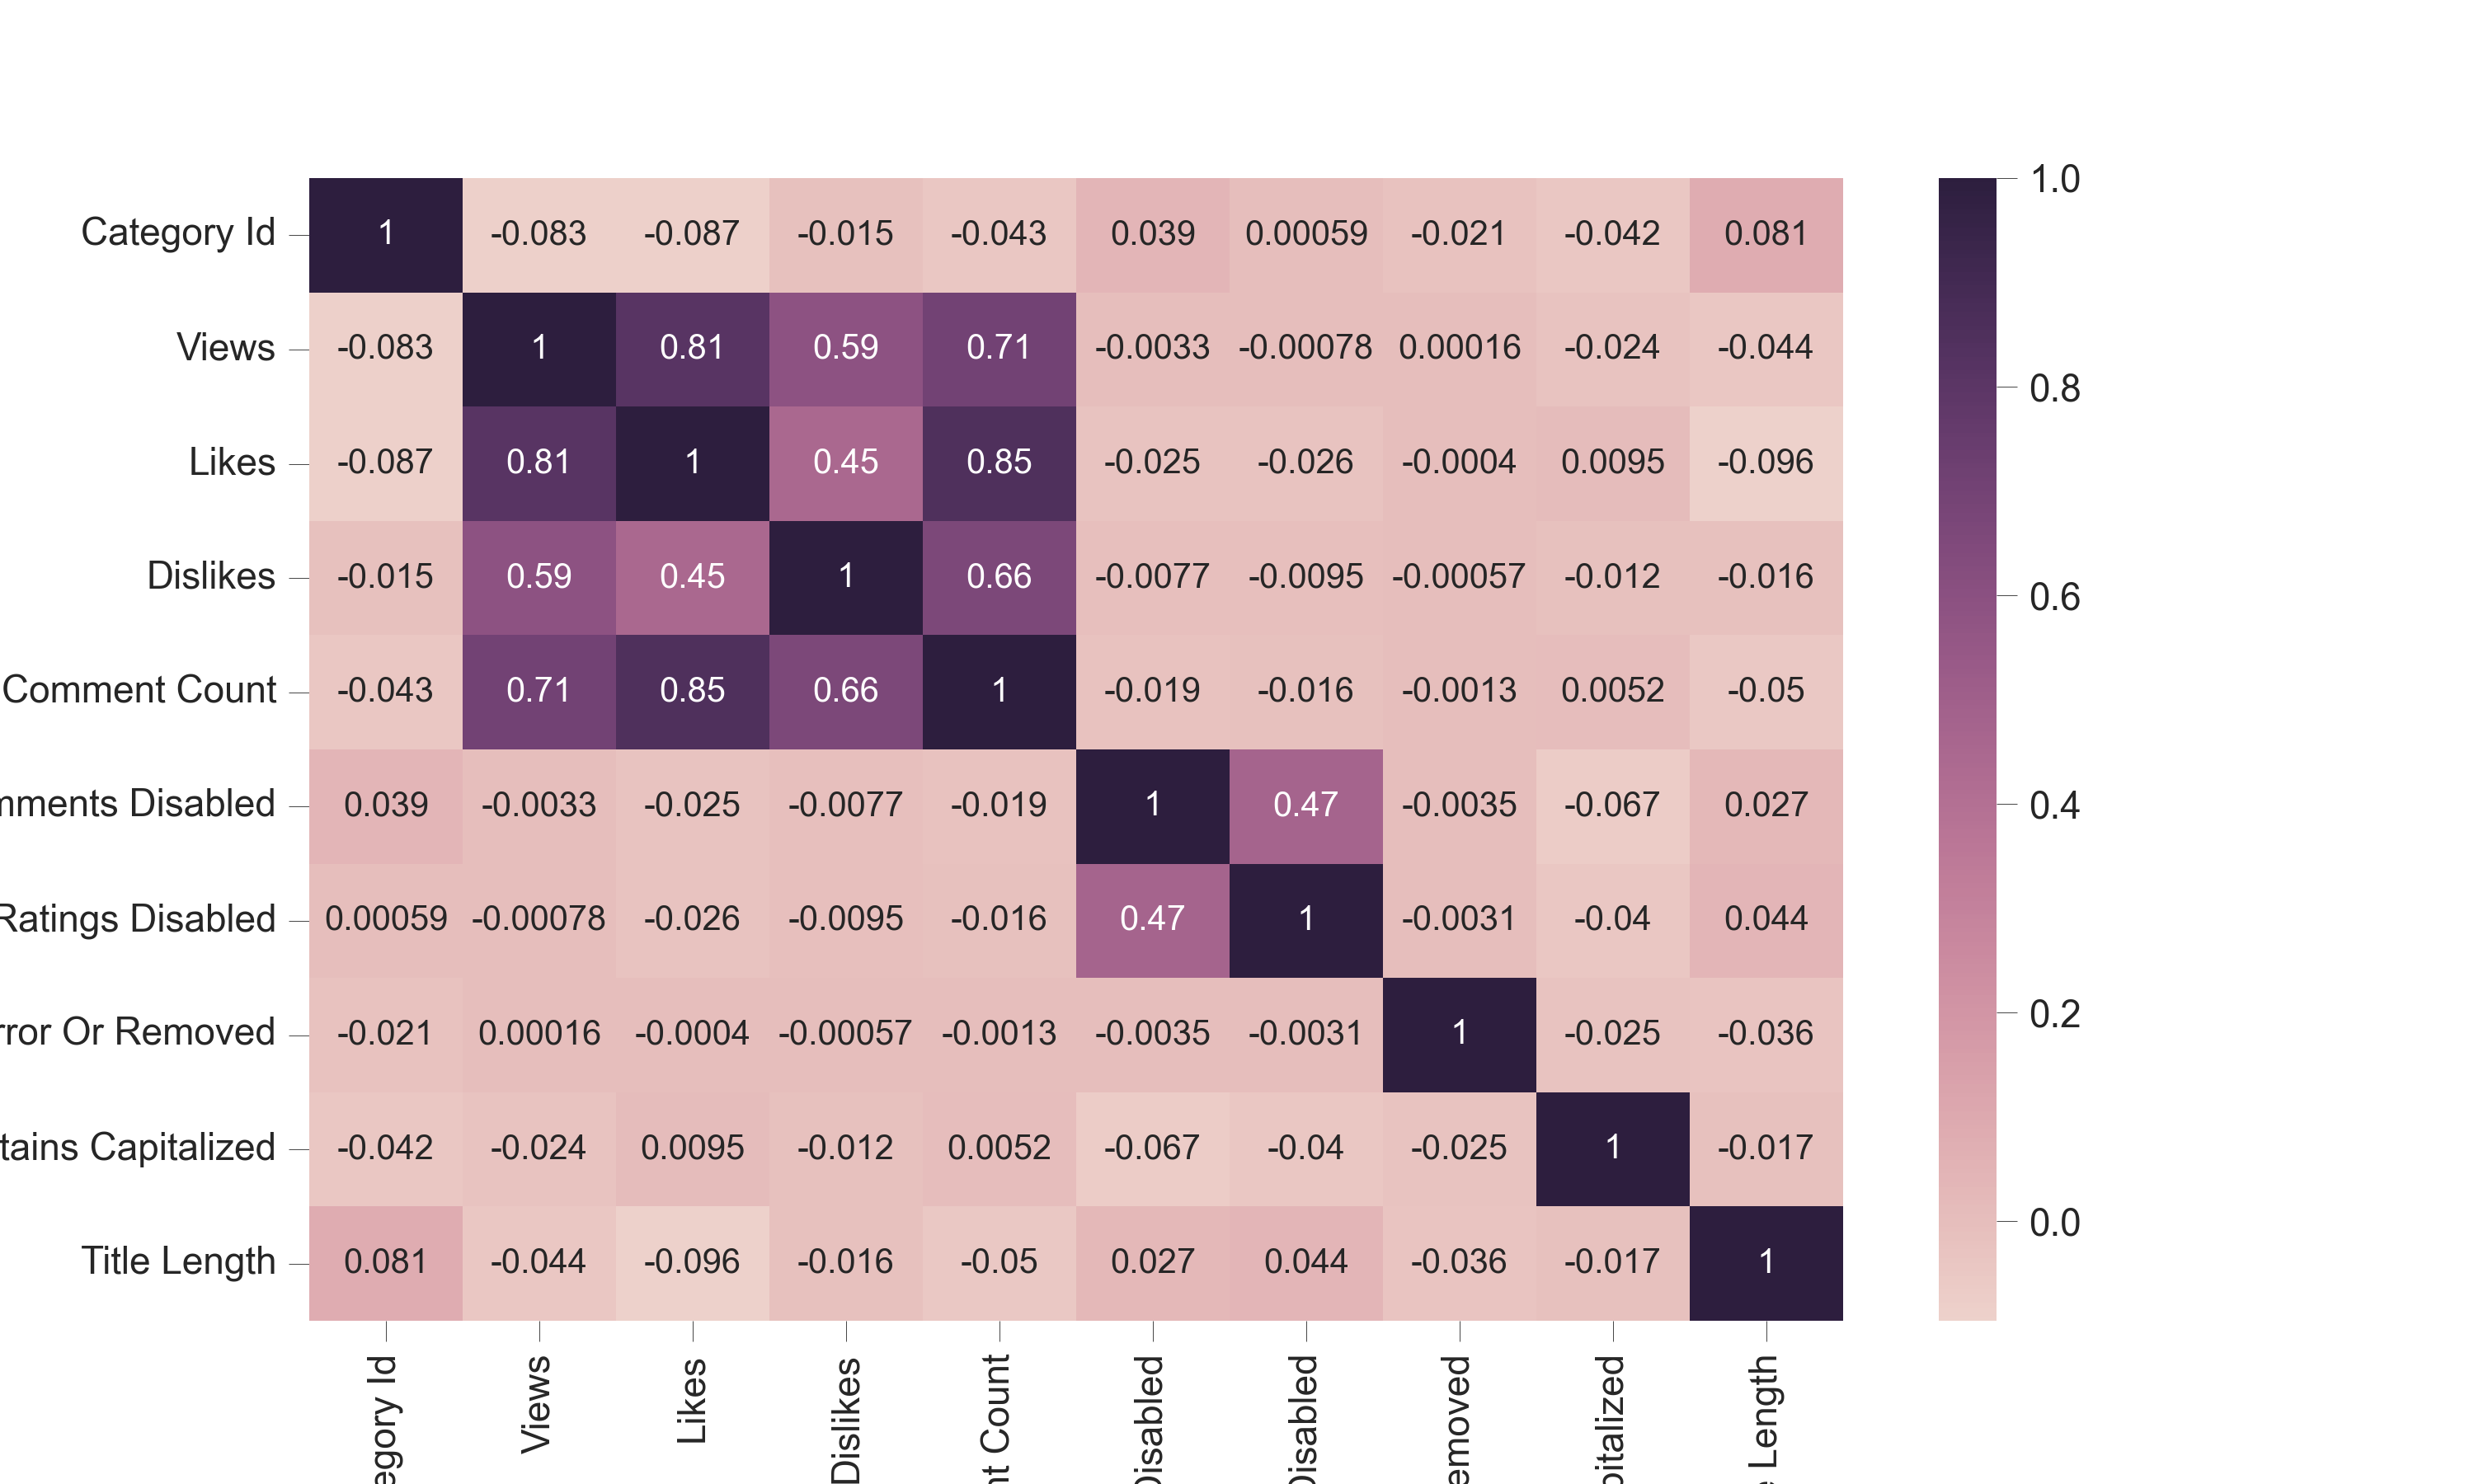 1.0
Category Id 1 -0.083 -0.087 -0.015 -0.043 0.039 0.00059 -0.021 -0.042 0.081
Views -0.083 1 0.81 0.59 0.71 -0.0033 -0.00078 0.00016 -0.024 -0.044
0.8
Likes -0.087 0.81 1 0.45 0.85 -0.025 -0.026 -0.0004 0.0095 -0.096
Dislikes -0.015 0.59 0.45 1 0.66 -0.0077 -0.0095 -0.00057 -0.012 -0.016
0.6
Comment Count -0.043 0.71 0.85 0.66 1 -0.019 -0.016 -0.0013 0.0052 -0.05
mments Disabled 0.039 -0.0033 -0.025 -0.0077 -0.019 1 0.47 -0.0035 -0.067 0.027
0.4
Ratings Disabled 0.00059 -0.00078 -0.026 -0.0095 -0.016 0.47 1 -0.0031 -0.04 0.044
0.2
rror Or Removed -0.021 0.00016 -0.0004 -0.00057 -0.0013 -0.0035 -0.0031 1 -0.025 -0.036
tains Capitalized -0.042 -0.024 0.0095 -0.012 0.0052 -0.067 -0.04 -0.025 1 -0.017
0.0
Title Length 0.081 -0.044 -0.096 -0.016 -0.05 0.027 0.044 -0.036 -0.017 1
egory Id
Views
Likes
Dislikes
nt Count
Disabled
Disabled
emoved
pitalized
e Length